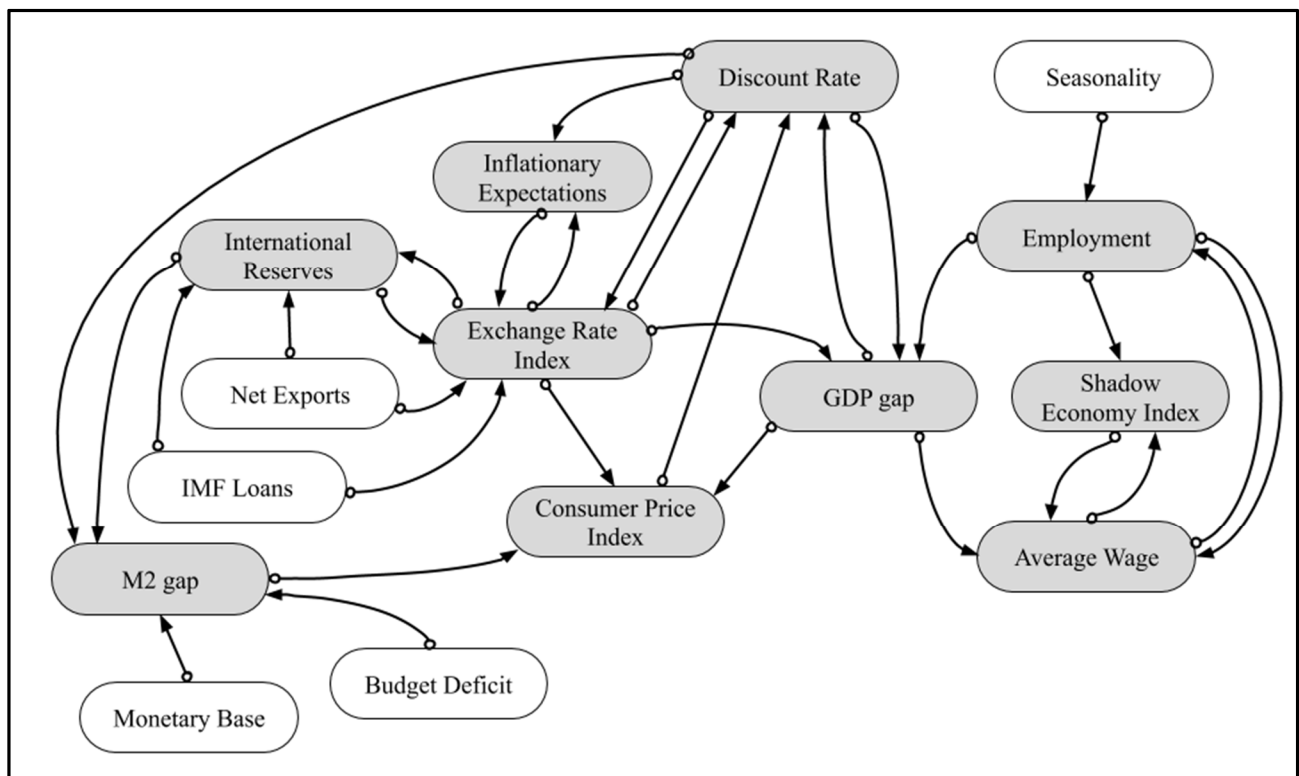 Discount Rate
Seasonality
Inflationary
Expectations
International
Reserves
Employment
Exchange Rate
Index
Net Exports
GDP gap
Shadow
Economy Index
IMF Loans
Consumer Price
Index
Average Wage
M2 gap
Budget Deficit
Monetary Base